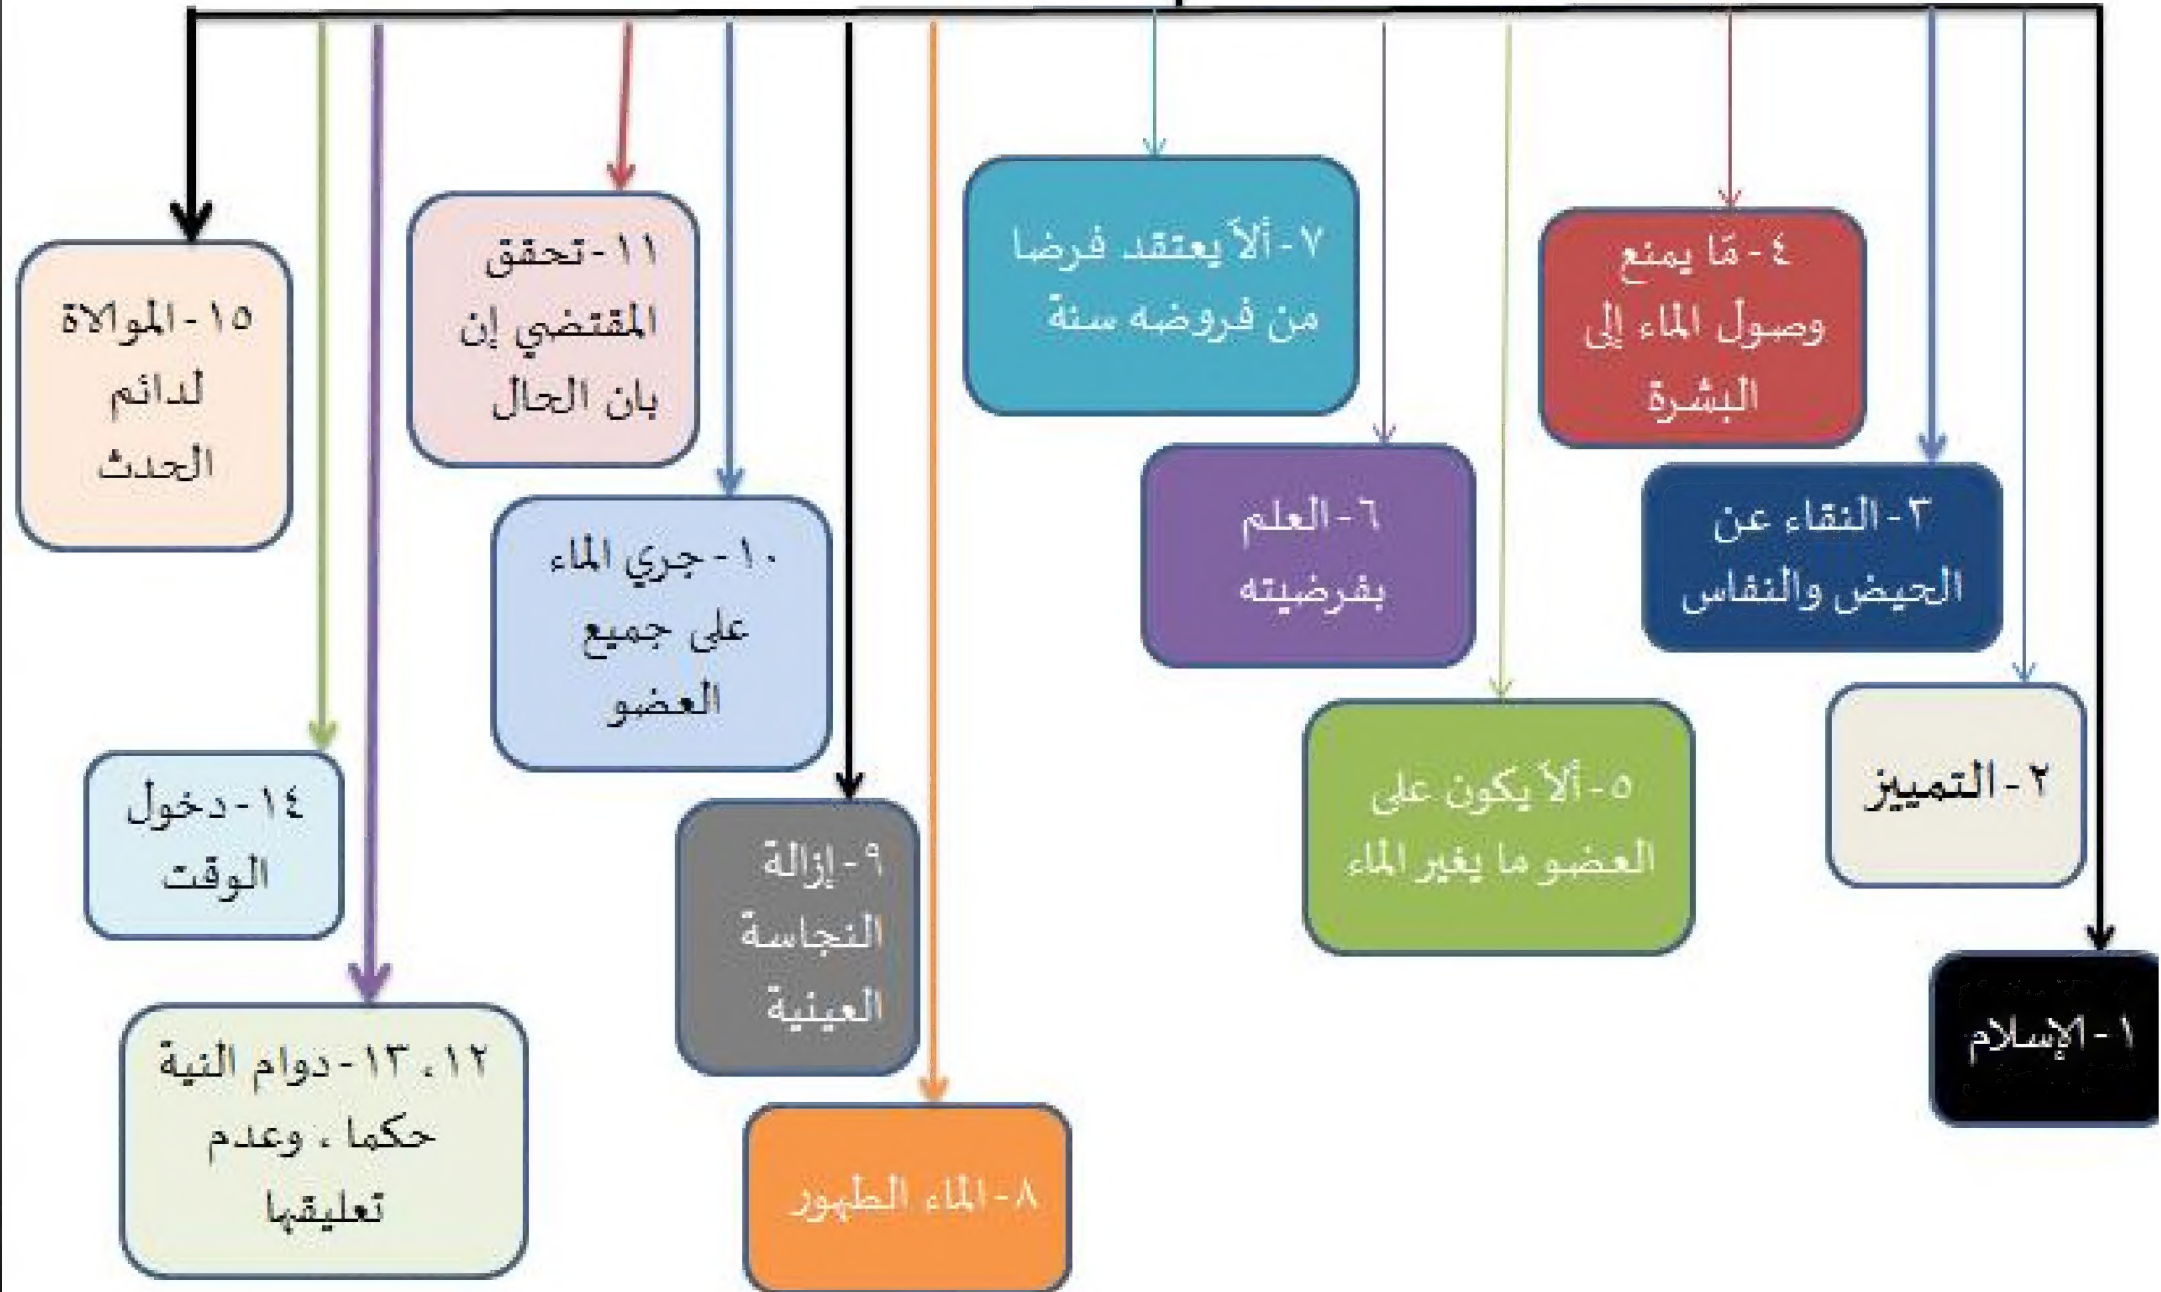 ١- الإسلام
٢- التمييز
٣- النقاء عن
الحيض والنفاس
٤- مّا يمنع
وصول الماء إلى
البشرة
٥- ألاّ يكون على
العضو ما يغير الماء
٦- العلم
بفرضيته
٧- ألاّ يعتقد فرضا
من فروضه سنة
٨- الماء الطهور
٩- إزالة
النجاسة
العينية
١٠- جري الماء
على جميع
العضو
١١- تحقق
المقتضي إن
بان الحال
١٢، ١٣- دوام النية
حكما، وعدم
تعليقها
١٤- دخول
الوقت
١٥- الموالاة
لدائم
الحدث